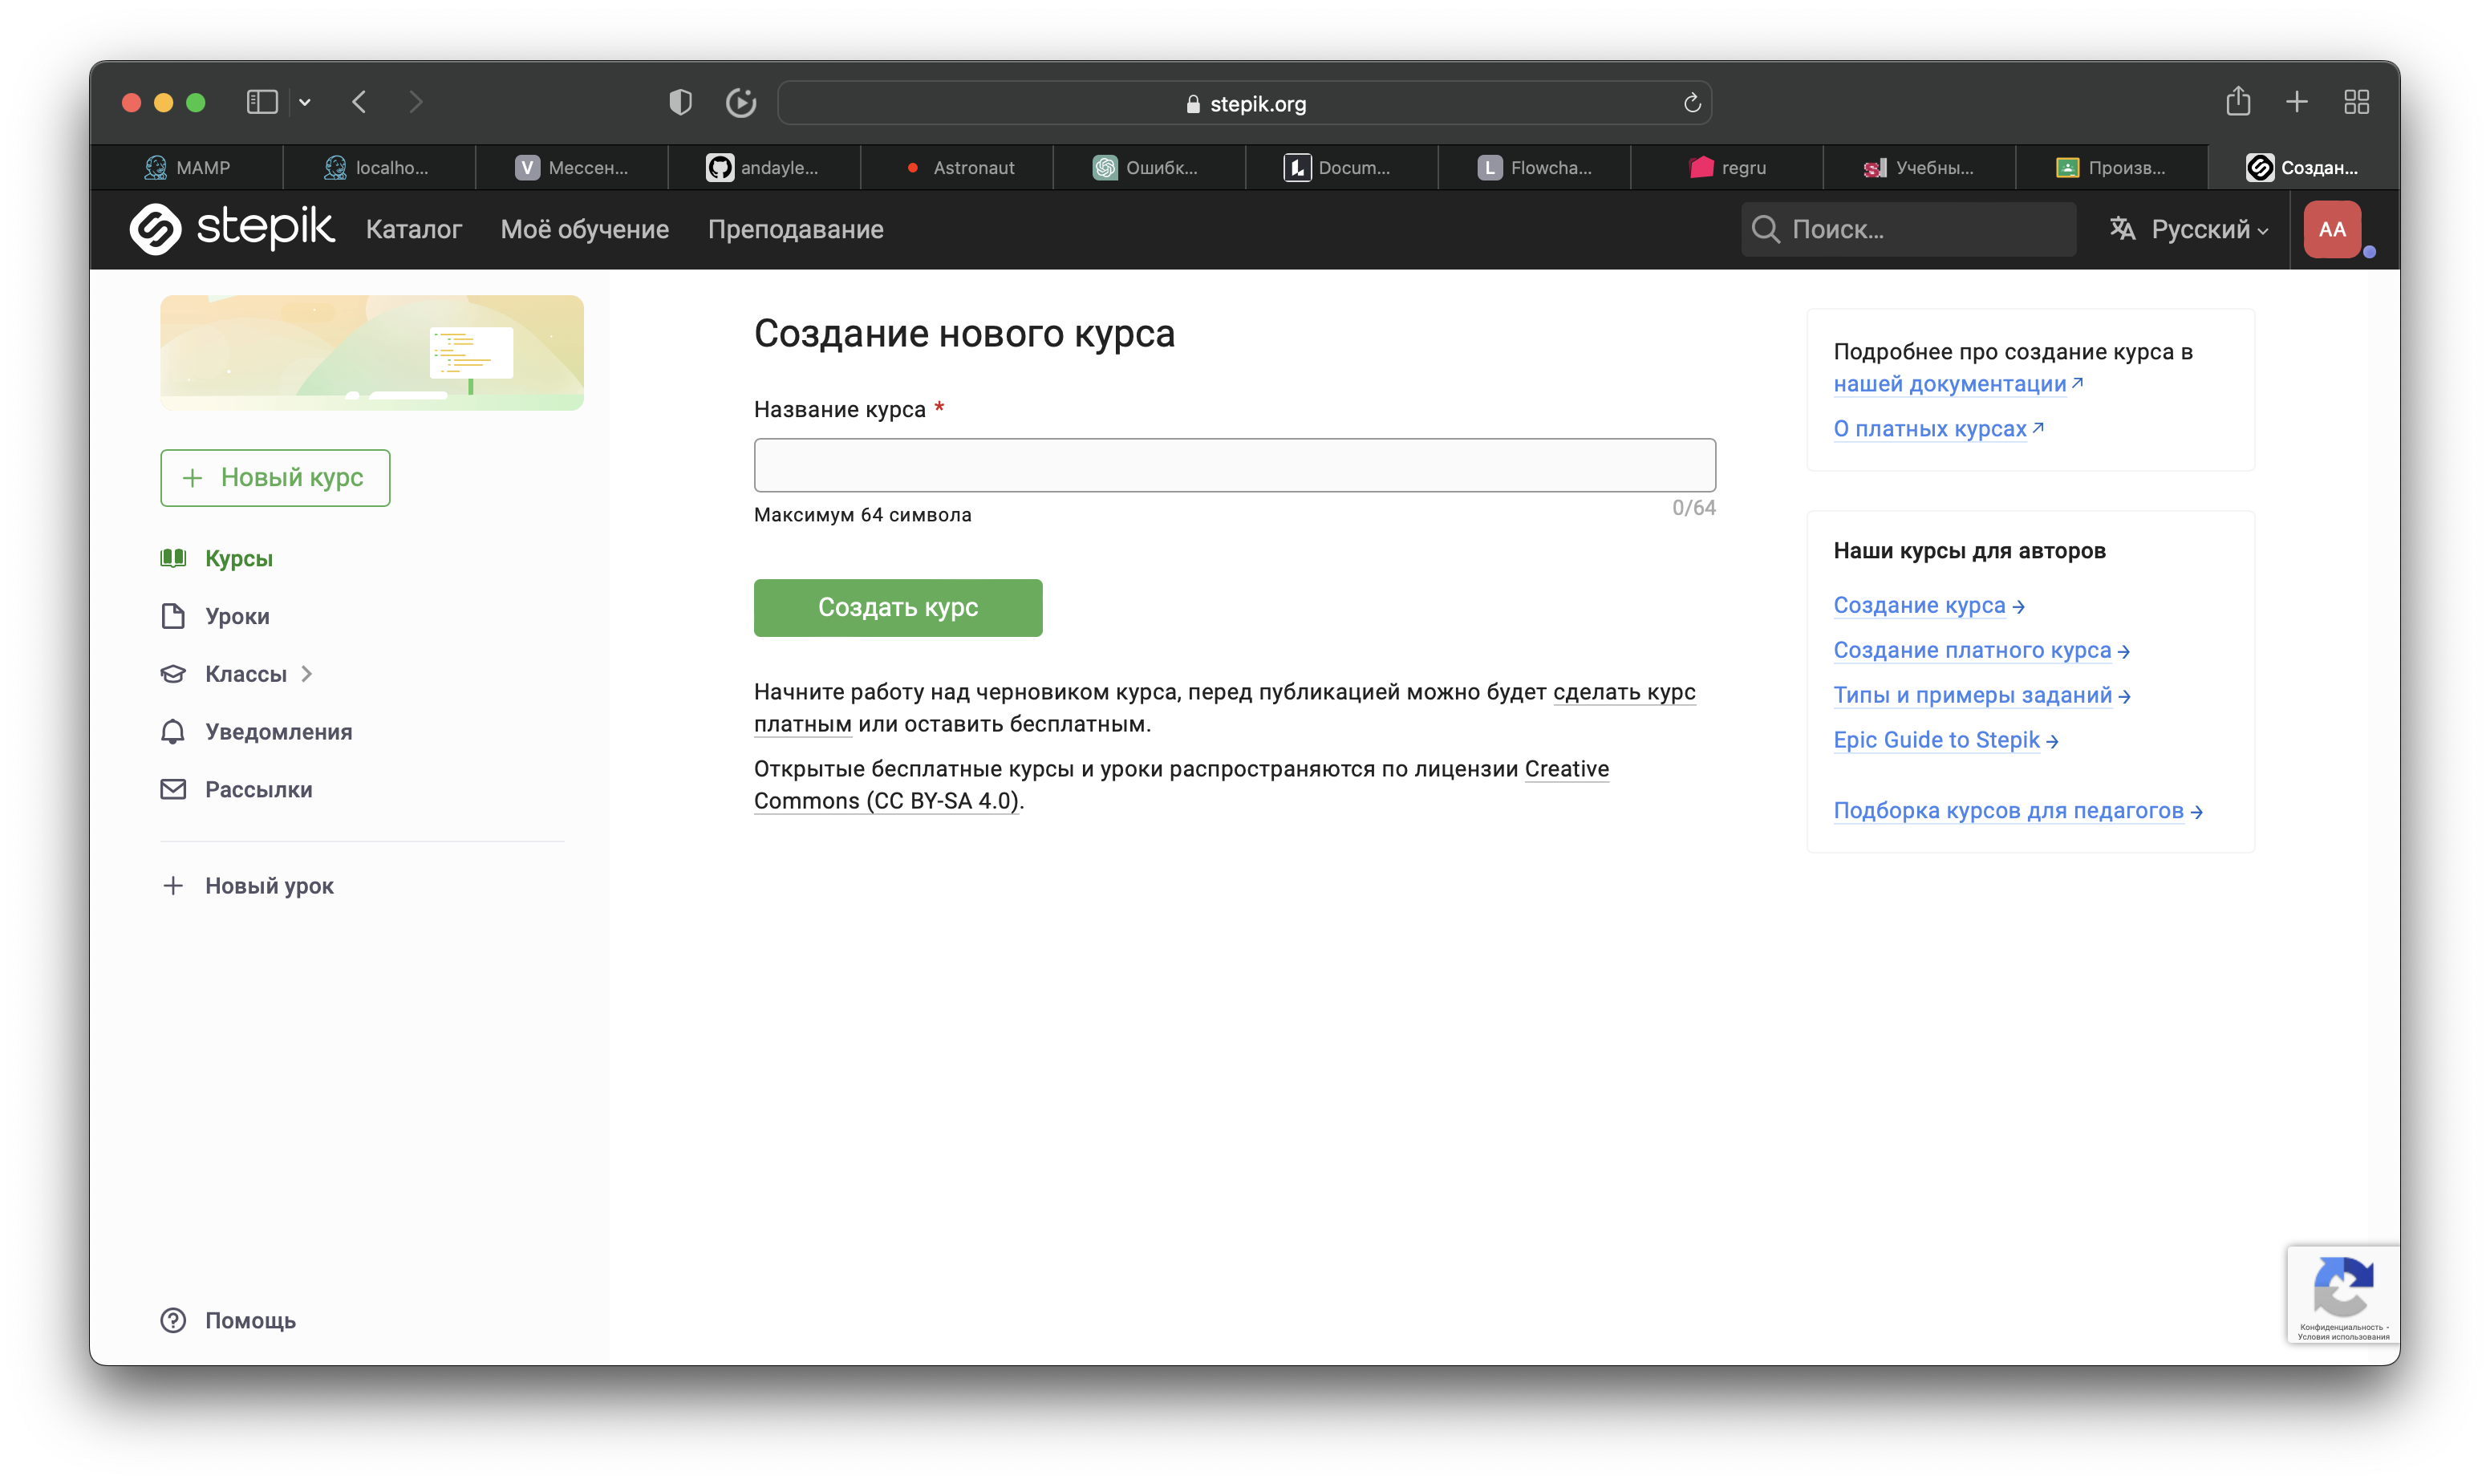 stepik.org
MAMP
localho...
V
Мессен...
andayle...
Astronaut
Ошибк...
Docum...
L
Flowcha...
regru
Учебны...
Произв...
Создан...
stepik
Каталог
Моё обучение
Преподавание
Поиск...
Русский
AA
Новый курс
Курсы
Уроки
Классы
Уведомления
Рассылки
Новый урок
Помощь
Создание нового курса
Название курса *
Максимум 64 символа
0/64
Создать курс
Начните работу над черновиком курса, перед публикацией можно будет сделать курс
платным или оставить бесплатным.
Открытые бесплатные курсы и уроки распространяются по лицензии Creative
Commons (CC BY-SA 4.0).
Подробнее про создание курса в
нашей документации
О платных курсах
Наши курсы для авторов
Создание курса
Создание платного курса
Типы и примеры заданий
Epic Guide to Stepik
Подборка курсов для педагогов
Конфиденциальность -
Условия использования